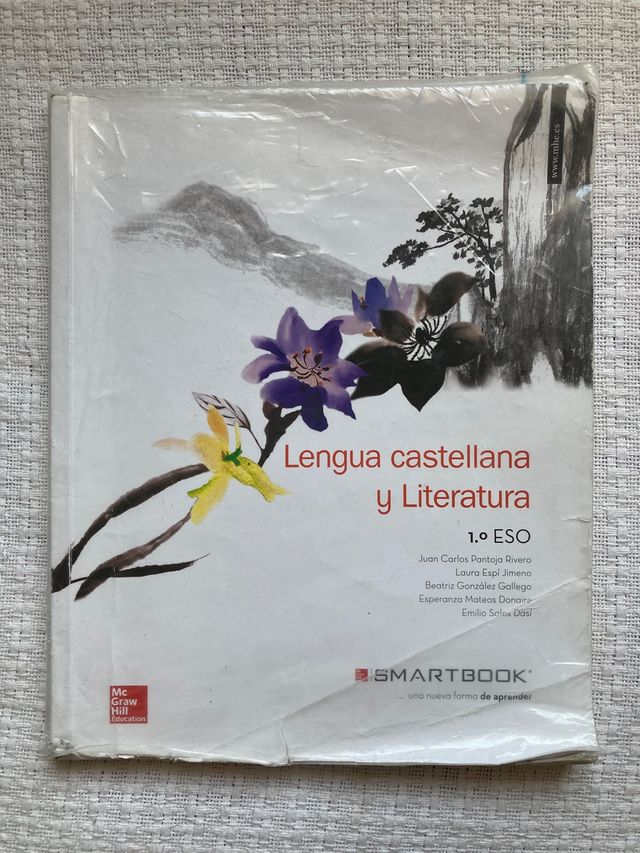 www.mhe.es
Lengua castellana
y Literatura
1.º ESO
Juan Carlos Pantoja Rivero
Laura Espí Jimeno
Beatriz González Gallego
Esperanza Mateos Donaire
Emilio Sales Dasí
SMARTBOOK®
... una nueva forma de aprender
Mc
Graw
Hill
Education